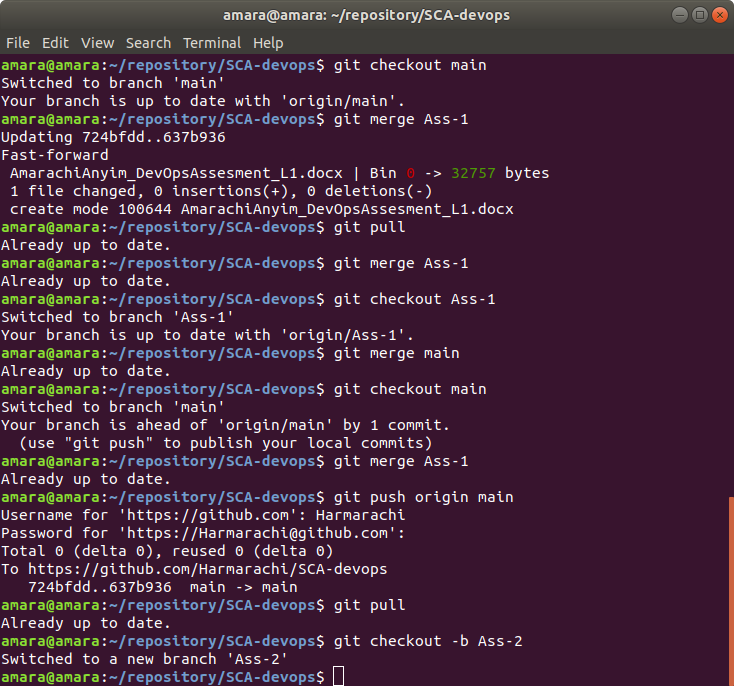 amara@amara: ~/repository/SCA-devops
File Edit View Search Terminal Help
amara@amara:~/repository/SCA-devops$ git checkout main
Switched to branch 'main'
Your branch is up to date with 'origin/main'.
amara@amara:~/repository/SCA-devops$ git merge Ass-1
Updating 724bfdd..637b936
Fast-forward
 AmarachiAnyim_DevOpsAssesment_L1.docx | Bin 0 -> 32757 bytes
 1 file changed, 0 insertions(+), 0 deletions(-)
 create mode 100644 AmarachiAnyim_DevOpsAssesment_L1.docx
amara@amara:~/repository/SCA-devops$ git pull
Already up to date.
amara@amara:~/repository/SCA-devops$ git merge Ass-1
Already up to date.
amara@amara:~/repository/SCA-devops$ git checkout Ass-1
Switched to branch 'Ass-1'
Your branch is up to date with 'origin/Ass-1'.
amara@amara:~/repository/SCA-devops$ git merge main
Already up to date.
amara@amara:~/repository/SCA-devops$ git checkout main
Switched to branch 'main'
Your branch is ahead of 'origin/main' by 1 commit.
  (use "git push" to publish your local commits)
amara@amara:~/repository/SCA-devops$ git merge Ass-1
Already up to date.
amara@amara:~/repository/SCA-devops$ git push origin main
Username for 'https://github.com': Harmarachi
Password for 'https://Harmarachi@github.com':
Total 0 (delta 0), reused 0 (delta 0)
To https://github.com/Harmarachi/SCA-devops
   724bfdd..637b936  main -> main
amara@amara:~/repository/SCA-devops$ git pull
Already up to date.
amara@amara:~/repository/SCA-devops$ git checkout -b Ass-2
Switched to a new branch 'Ass-2'
amara@amara:~/repository/SCA-devops$